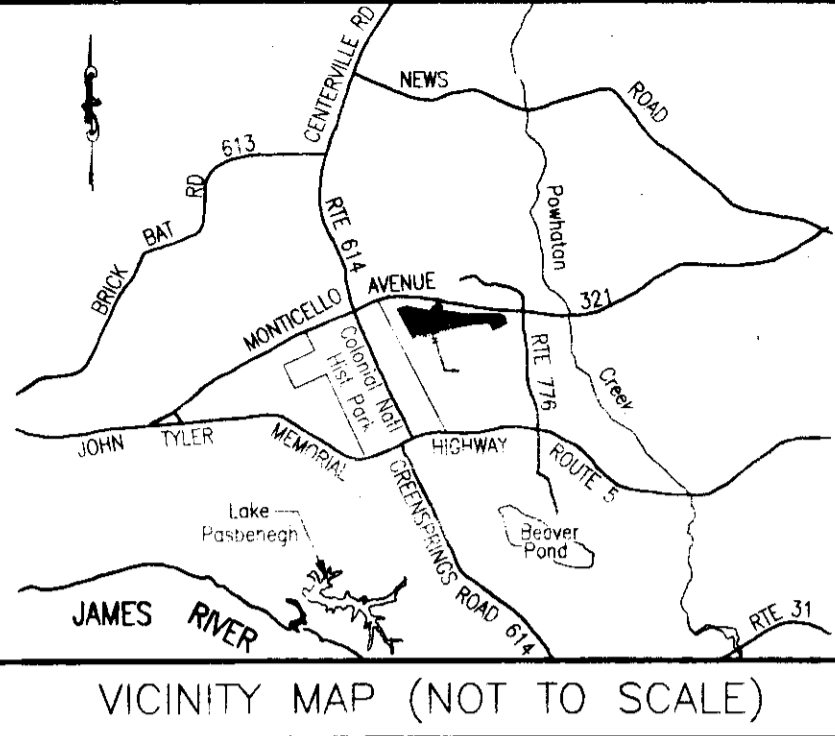 CENTERVILLE RD
NEWS ROAD
613
BRICK BAT RD
Powhatan Creek
RTE 614
MONTICELLO AVENUE
321
Colonial Natl
Hist. Park
RTE 776
JOHN TYLER MEMORIAL HIGHWAY
ROUTE 5
Lake
Pasbenegh
Beaver
Pond
GREENSPRINGS ROAD 614
JAMES RIVER
RTE 31
VICINITY MAP (NOT TO SCALE)